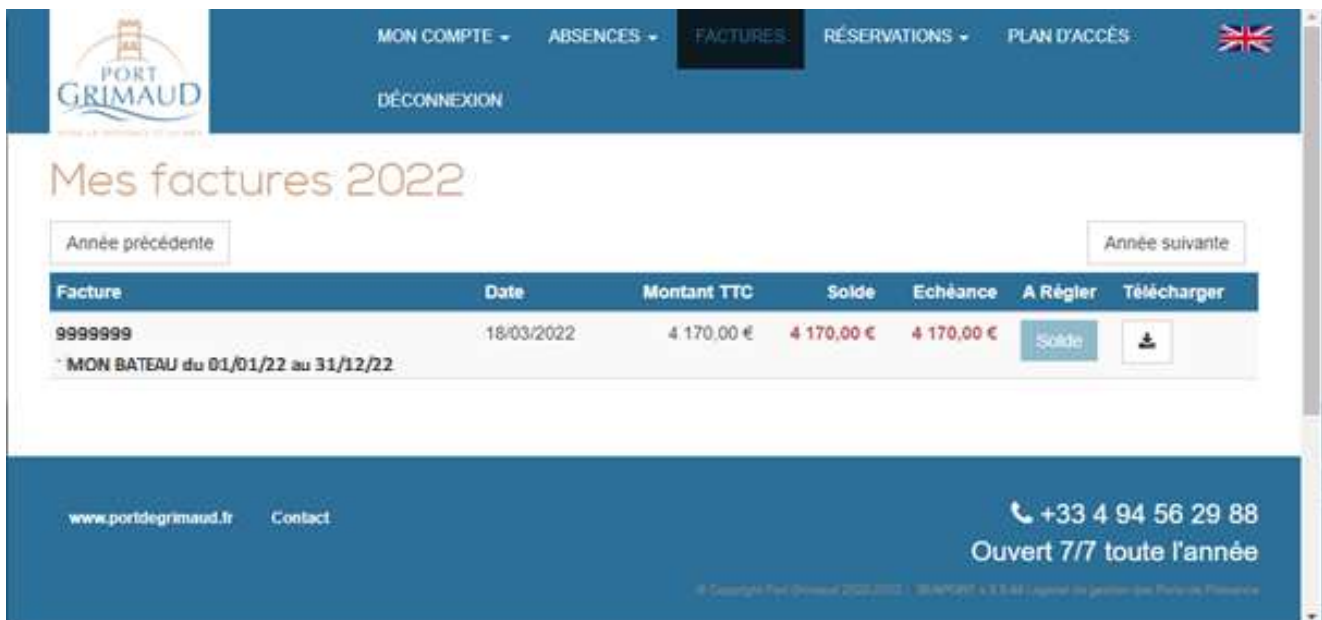 MON COMPTE ABSENCES FACTURES RÉSERVATIONS PLAN D'ACCÈS
PORT
GRIMAUD
DÉCONNEXION
Mes factures 2022
Année précédente Année suivante
Facture Date Montant TTC Solde Echéance A Régler Télécharger
9999999 18/03/2022 4 170,00 € 4 170,00 € 4 170,00 € Solde
MON BATEAU du 01/01/22 au 31/12/22
www.portdegrimaud.fr Contact +33 4 94 56 29 88
Ouvert 7/7 toute l'année